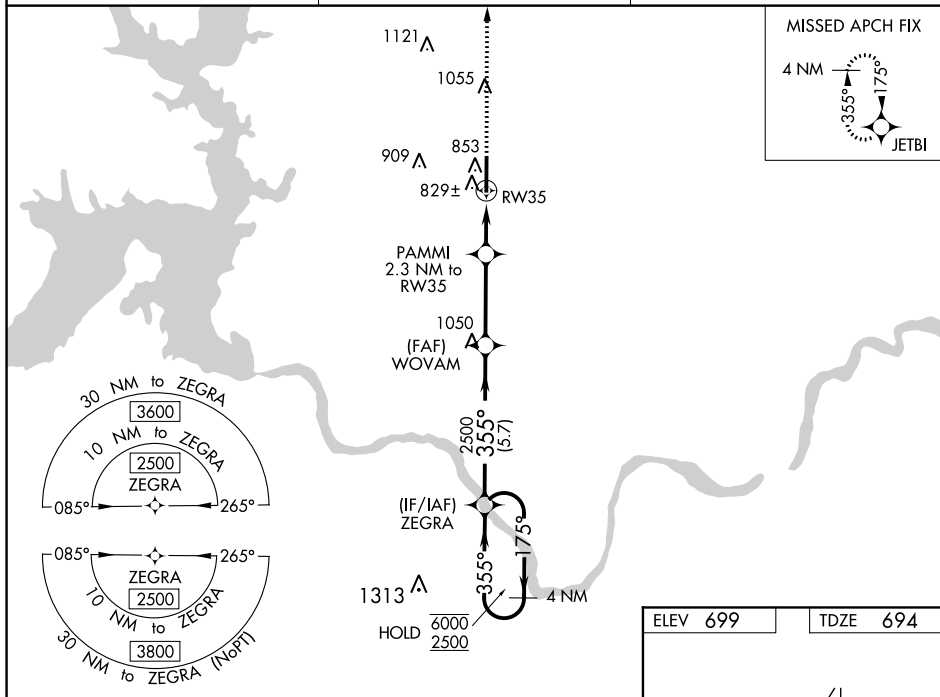 1121
1055
909
853
829±
RW35
PAMMI
2.3 NM to
RW35
1050
(FAF)
WOVAM
2500
355°
(5.7)
(IF/IAF)
ZEGRA
355°
175°
4 NM
1313
HOLD
6000
2500
MISSED APCH FIX
4 NM
355°
175°
JETBI
30 NM to ZEGRA
3600
10 NM to ZEGRA
2500
ZEGRA
085°
265°
085°
265°
ZEGRA
2500
10 NM to ZEGRA
3800
30 NM to ZEGRA (NoPT)
ELEV 699
TDZE 694